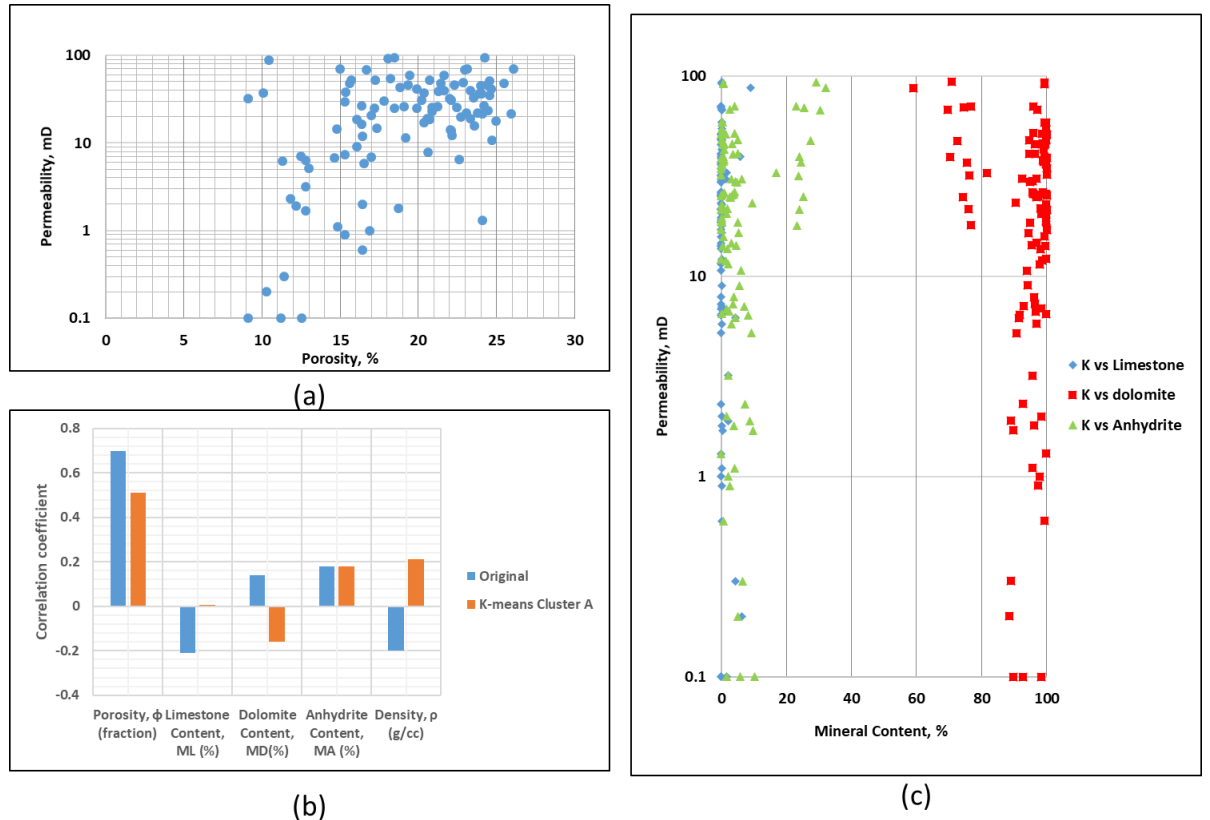 100
10
1
0.1
Permeability, mD
0 5 10 15 20 25 30
Porosity, %
(a)
0.8
0.6
0.4
0.2
0
-0.2
-0.4
Correlation coefficient
Porosity, ϕ Limestone Dolomite Anhydrite Density, ρ
(fraction) Content, Content, Content, (g/cc)
ML (%) MD(%) MA (%)
Original
K-means Cluster A
(b)
100
10
1
0.1
Permeability, mD
0 20 40 60 80 100
Mineral Content, %
K vs Limestone
K vs dolomite
K vs Anhydrite
(c)